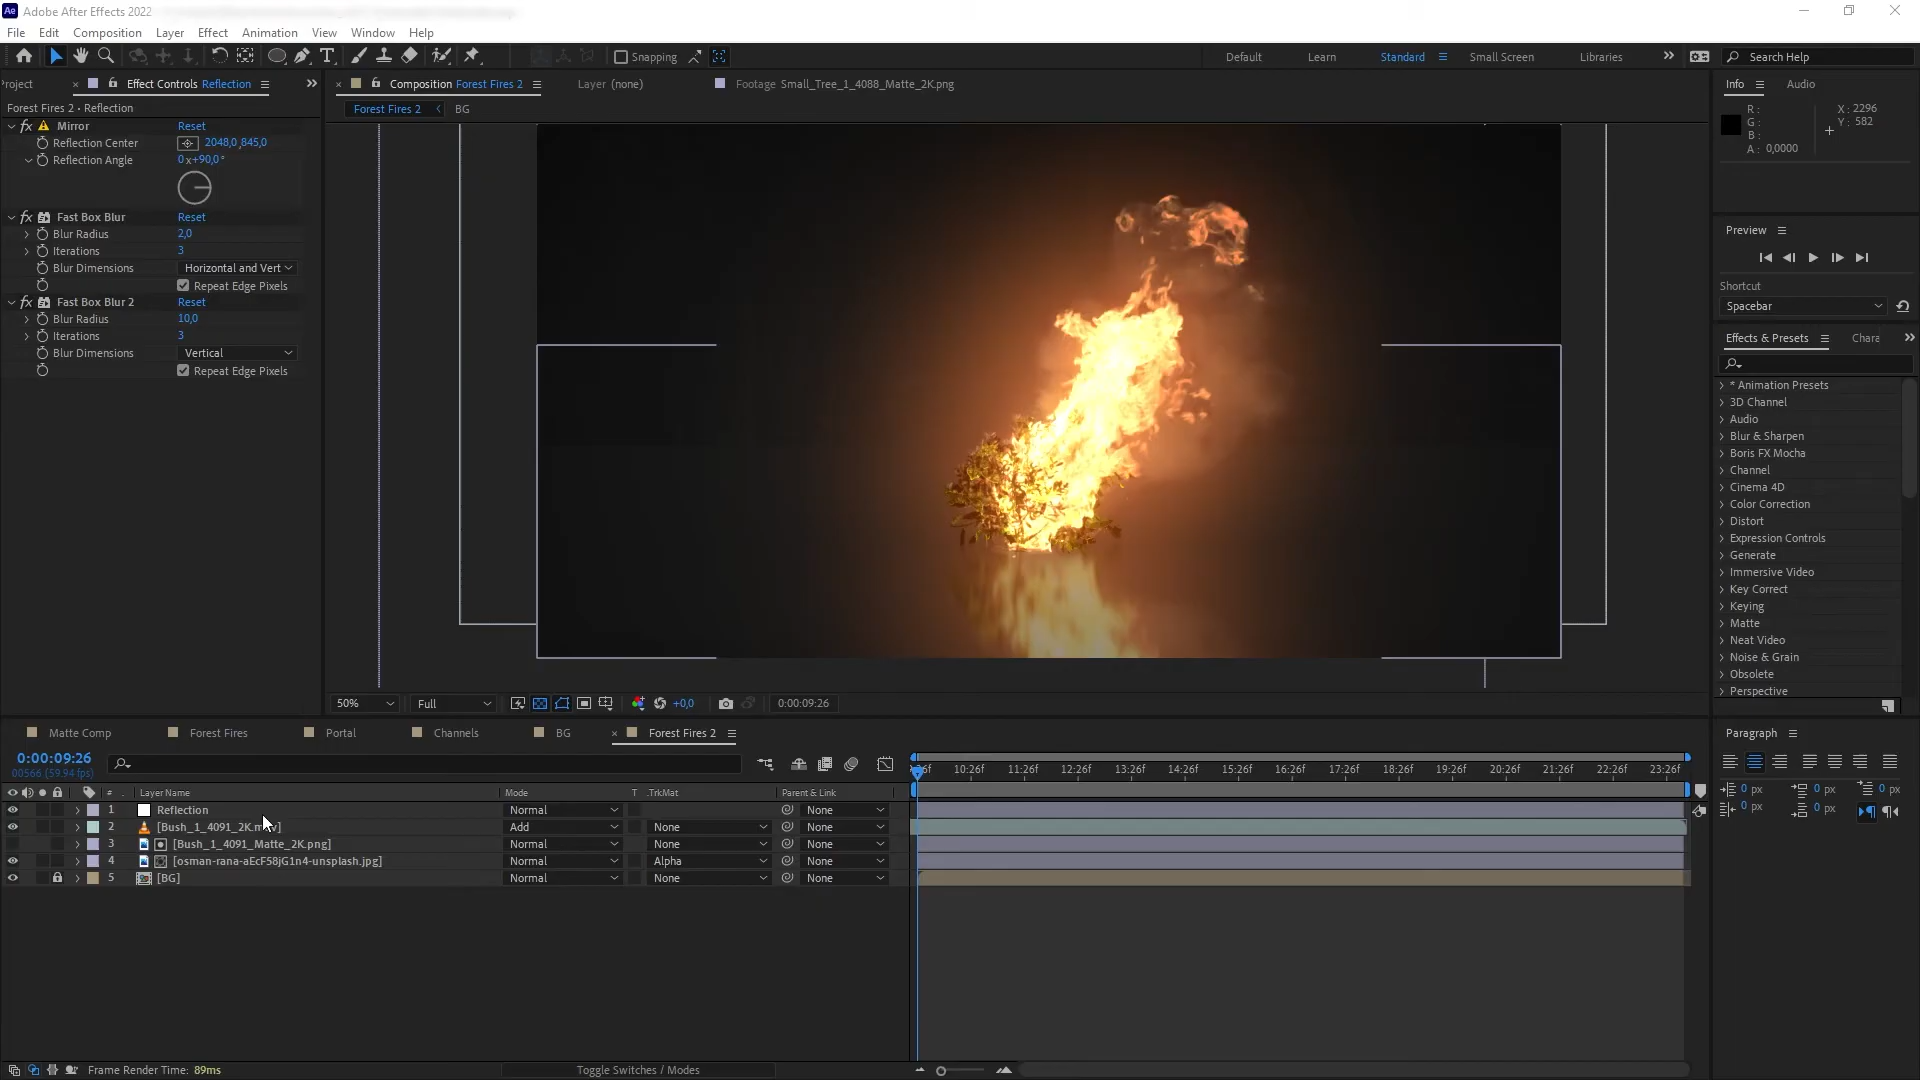 Ae Adobe After Effects 2022
File Edit Composition Layer Effect Animation View Window Help
Snapping
Default Learn Standard Small Screen Libraries Search Help
roject Effect Controls Reflection
Forest Fires 2 • Reflection
fx Mirror Reset
Reflection Center 2048,0,845,0
Reflection Angle 0x+90,0°
fx Fast Box Blur Reset
Blur Radius 2,0
Iterations 3
Blur Dimensions Horizontal and Vert
Repeat Edge Pixels
fx Fast Box Blur 2 Reset
Blur Radius 10,0
Iterations 3
Blur Dimensions Vertical
Repeat Edge Pixels
Composition Forest Fires 2 Layer (none) Footage Small_Tree_1_4088_Matte_2K.png
Forest Fires 2 BG
50% Full +0,0 0:00:09:26
Info Audio
R: X: 2296
G: Y: 582
B:
A: 0,0000
Preview
Shortcut
Spacebar
Effects & Presets Chara
* Animation Presets
3D Channel
Audio
Blur & Sharpen
Boris FX Mocha
Channel
Cinema 4D
Color Correction
Distort
Expression Controls
Generate
Immersive Video
Key Correct
Keying
Matte
Neat Video
Noise & Grain
Obsolete
Perspective
Paragraph
0 px 0 px 0 px
0 px 0 px
Matte Comp Forest Fires Portal Channels BG Forest Fires 2
0:00:09:26
00566 (59.94 fps)
# Layer Name Mode T .TrkMat Parent & Link
1 Reflection Normal None
2 [Bush_1_4091_2K.mov] Add None None
3 [Bush_1_4091_Matte_2K.png] Normal None None
4 [osman-rana-aEcF58jG1n4-unsplash.jpg] Normal Alpha None
5 [BG] Normal None None
10:26f 11:26f 12:26f 13:26f 14:26f 15:26f 16:26f 17:26f 18:26f 19:26f 20:26f 21:26f 22:26f 23:26f
Frame Render Time: 89ms Toggle Switches / Modes